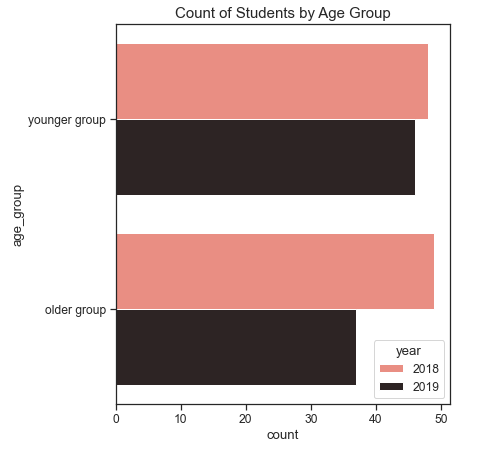 Count of Students by Age Group
age_group
younger group
older group
year
2018
2019
0 10 20 30 40 50
count